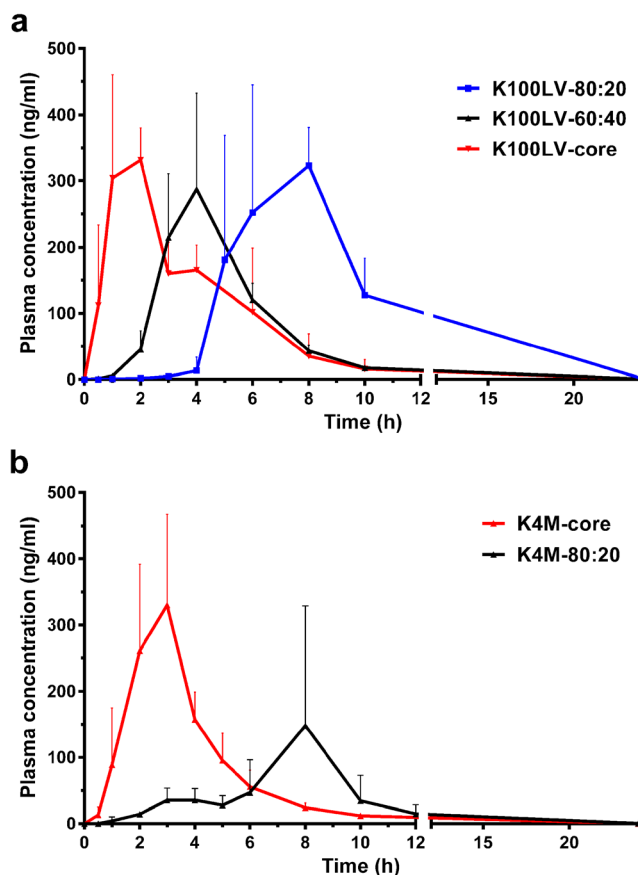 a
Plasma concentration (ng/ml)
500
400
300
200
100
0
K100LV-80:20
K100LV-60:40
K100LV-core
0 2 4 6 8 10 12 15 20
Time (h)
b
Plasma concentration (ng/ml)
500
400
300
200
100
0
K4M-core
K4M-80:20
0 2 4 6 8 10 12 15 20
Time (h)